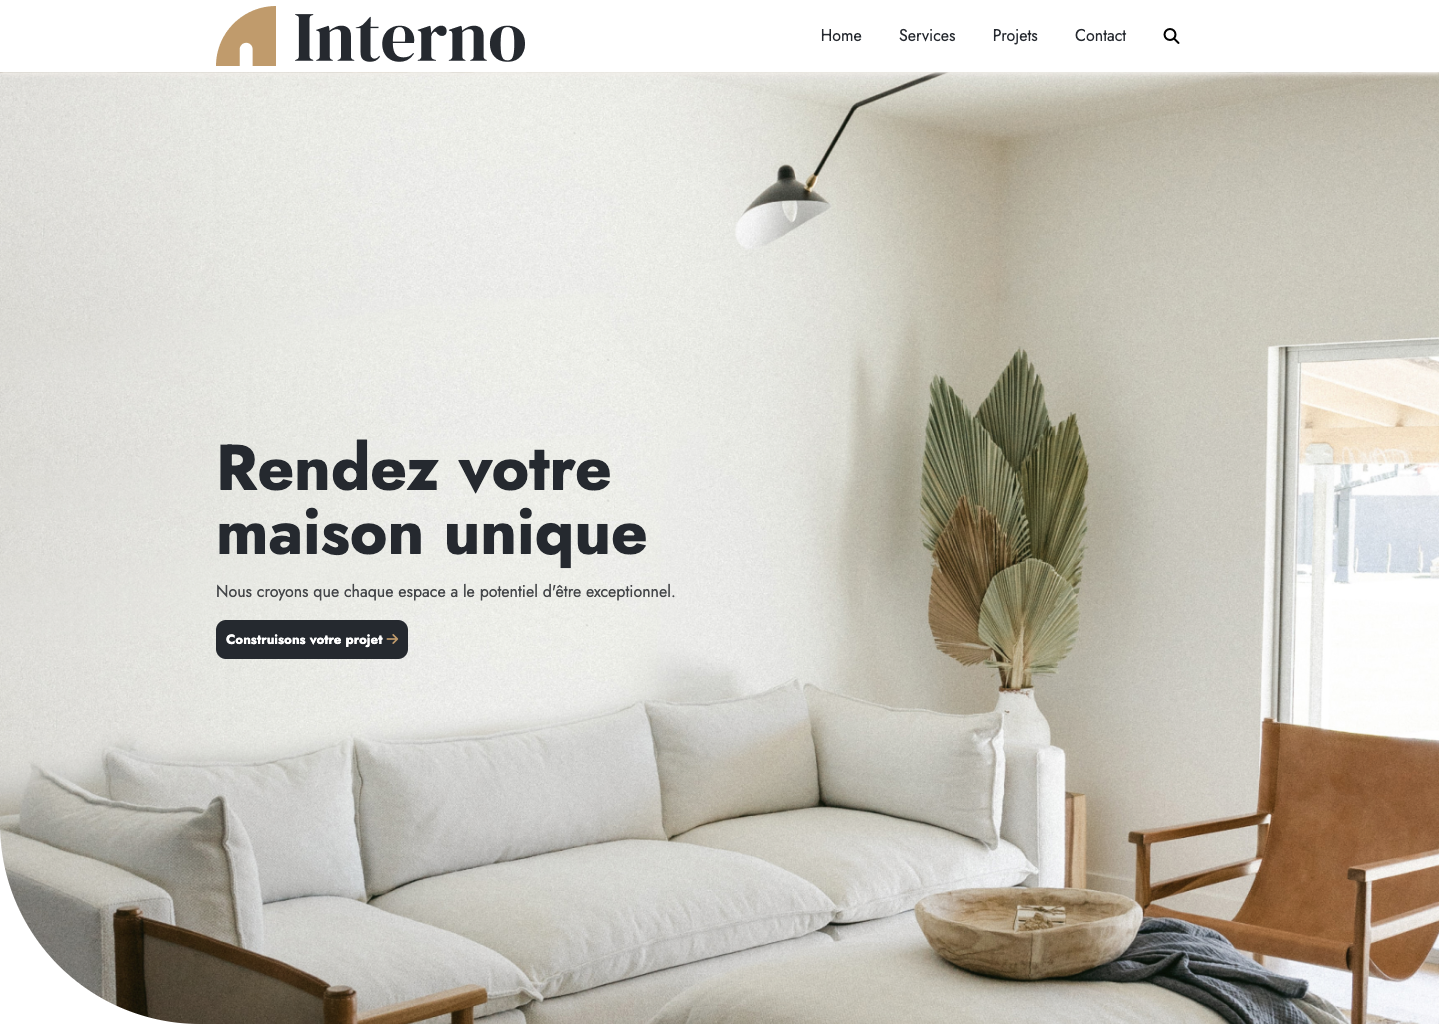 Interno
Home Services Projets Contact
Rendez votre
maison unique
Nous croyons que chaque espace a le potentiel d'être exceptionnel.
Construisons votre projet →